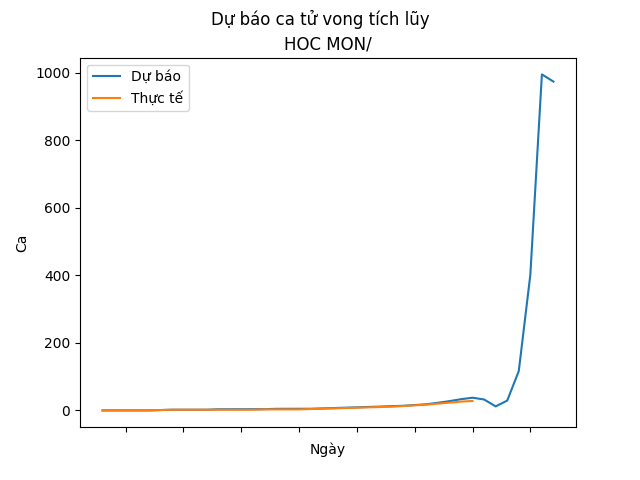 Dự báo ca tử vong tích lũy
HOC MON/
Dự báo
Thực tế
1000
800
600
400
200
0
Ca
Ngày